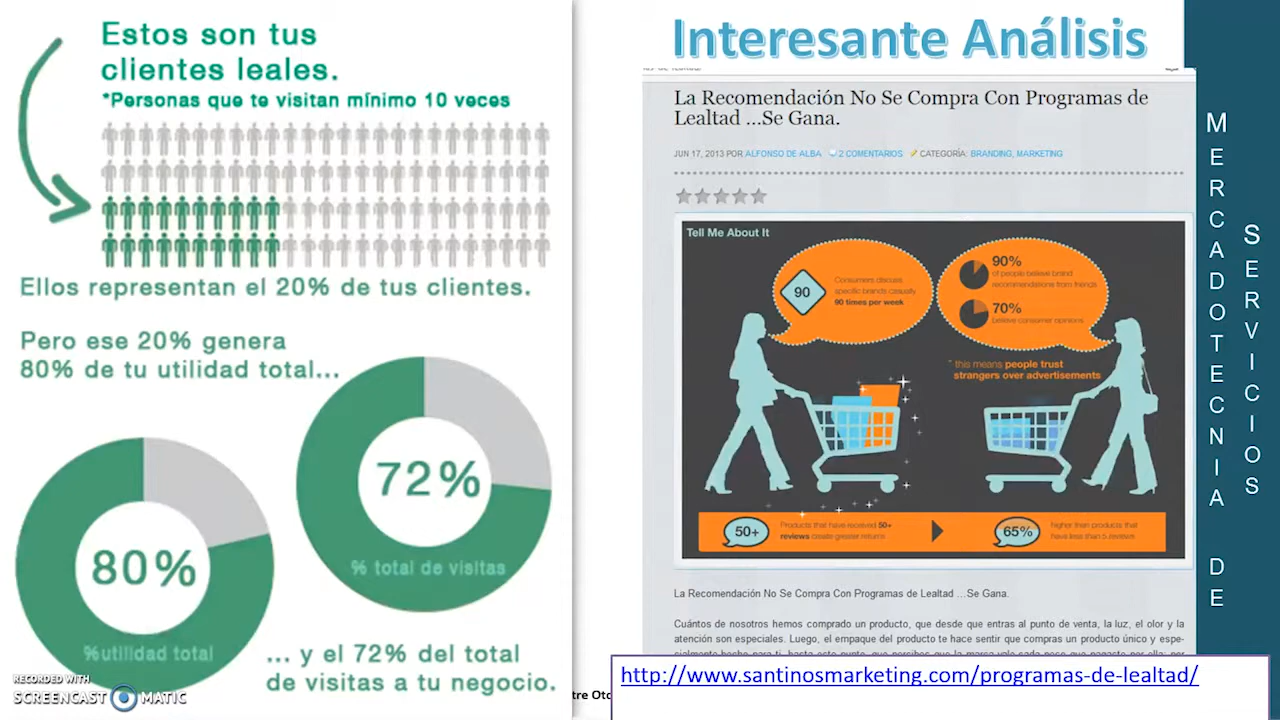 Estos son tus
clientes leales.
*Personas que te visitan mínimo 10 veces
Ellos representan el 20% de tus clientes.
Pero ese 20% genera
80% de tu utilidad total...
72%
% total de visitas
80%
%utilidad total
... y el 72% del total
de visitas a tu negocio.
RECORDED WITH
SCREENCAST MATIC
Interesante Análisis
La Recomendación No Se Compra Con Programas de
Lealtad ...Se Gana.
JUN 17, 2013 POR ALFONSO DE ALBA 2 COMENTARIOS CATEGORÍA: BRANDING, MARKETING
Tell Me About It
90
Consumers discuss
specific brands casually
90 times per week
90%
of people believe brand
recommendations from friends
70%
believe consumer opinions
* this means people trust
strangers over advertisements
50+
Products that have received 50+
reviews create greater returns
65%
higher than products that
have less than 5 reviews
La Recomendación No Se Compra Con Programas de Lealtad ...Se Gana.
Cuántos de nosotros hemos comprado un producto, que desde que entras al punto de venta, la luz, el olor y la
atención son especiales. Luego, el empaque del producto te hace sentir que compras un producto único y espe-
http://www.santinosmarketing.com/programas-de-lealtad/
MERCADOTECNIA DE
SERVICIOS